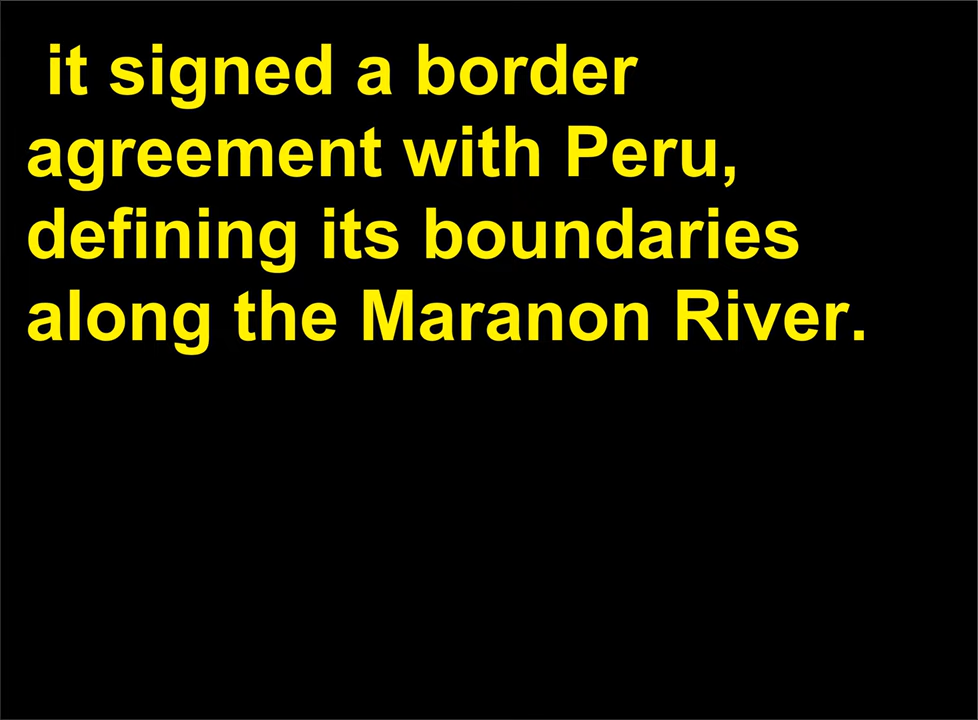 it signed a border
agreement with Peru,
defining its boundaries
along the Maranon River.